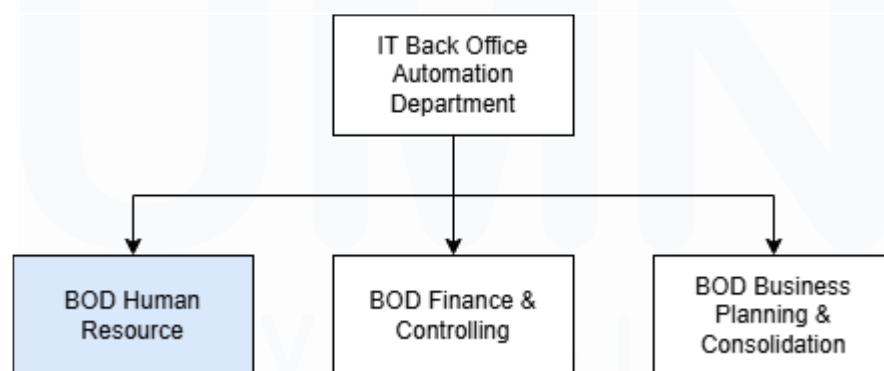 IT Back Office
Automation
Department
BOD Human
Resource
BOD Finance &
Controlling
BOD Business
Planning &
Consolidation